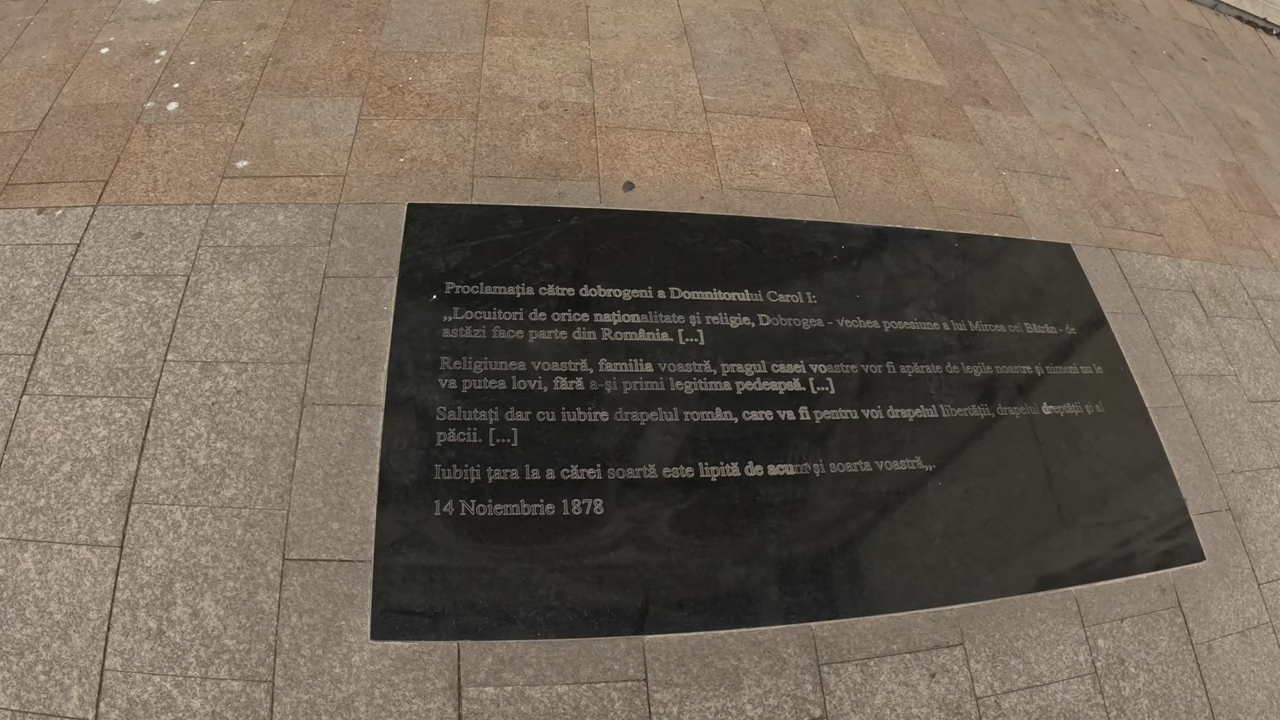 Proclamația către dobrogeni a Domnitorului Carol I:
,,Locuitori de orice naționalitate și religie, Dobrogea - vechea posesiune a lui Mircea cel Bătrân - de
astăzi face parte din România. [...]
Religiunea voastră, familia voastră, pragul casei voastre vor fi apărate de legile noastre și nimeni nu le
va putea lovi, fără a-și primi legitima pedeapsă. [...]
Salutați dar cu iubire drapelul român, care va fi pentru voi drapelul libertății, drapelul dreptății și al
păcii. [...]
Iubiți țara la a cărei soartă este lipită de acum și soarta voastră,,.
14 Noiembrie 1878